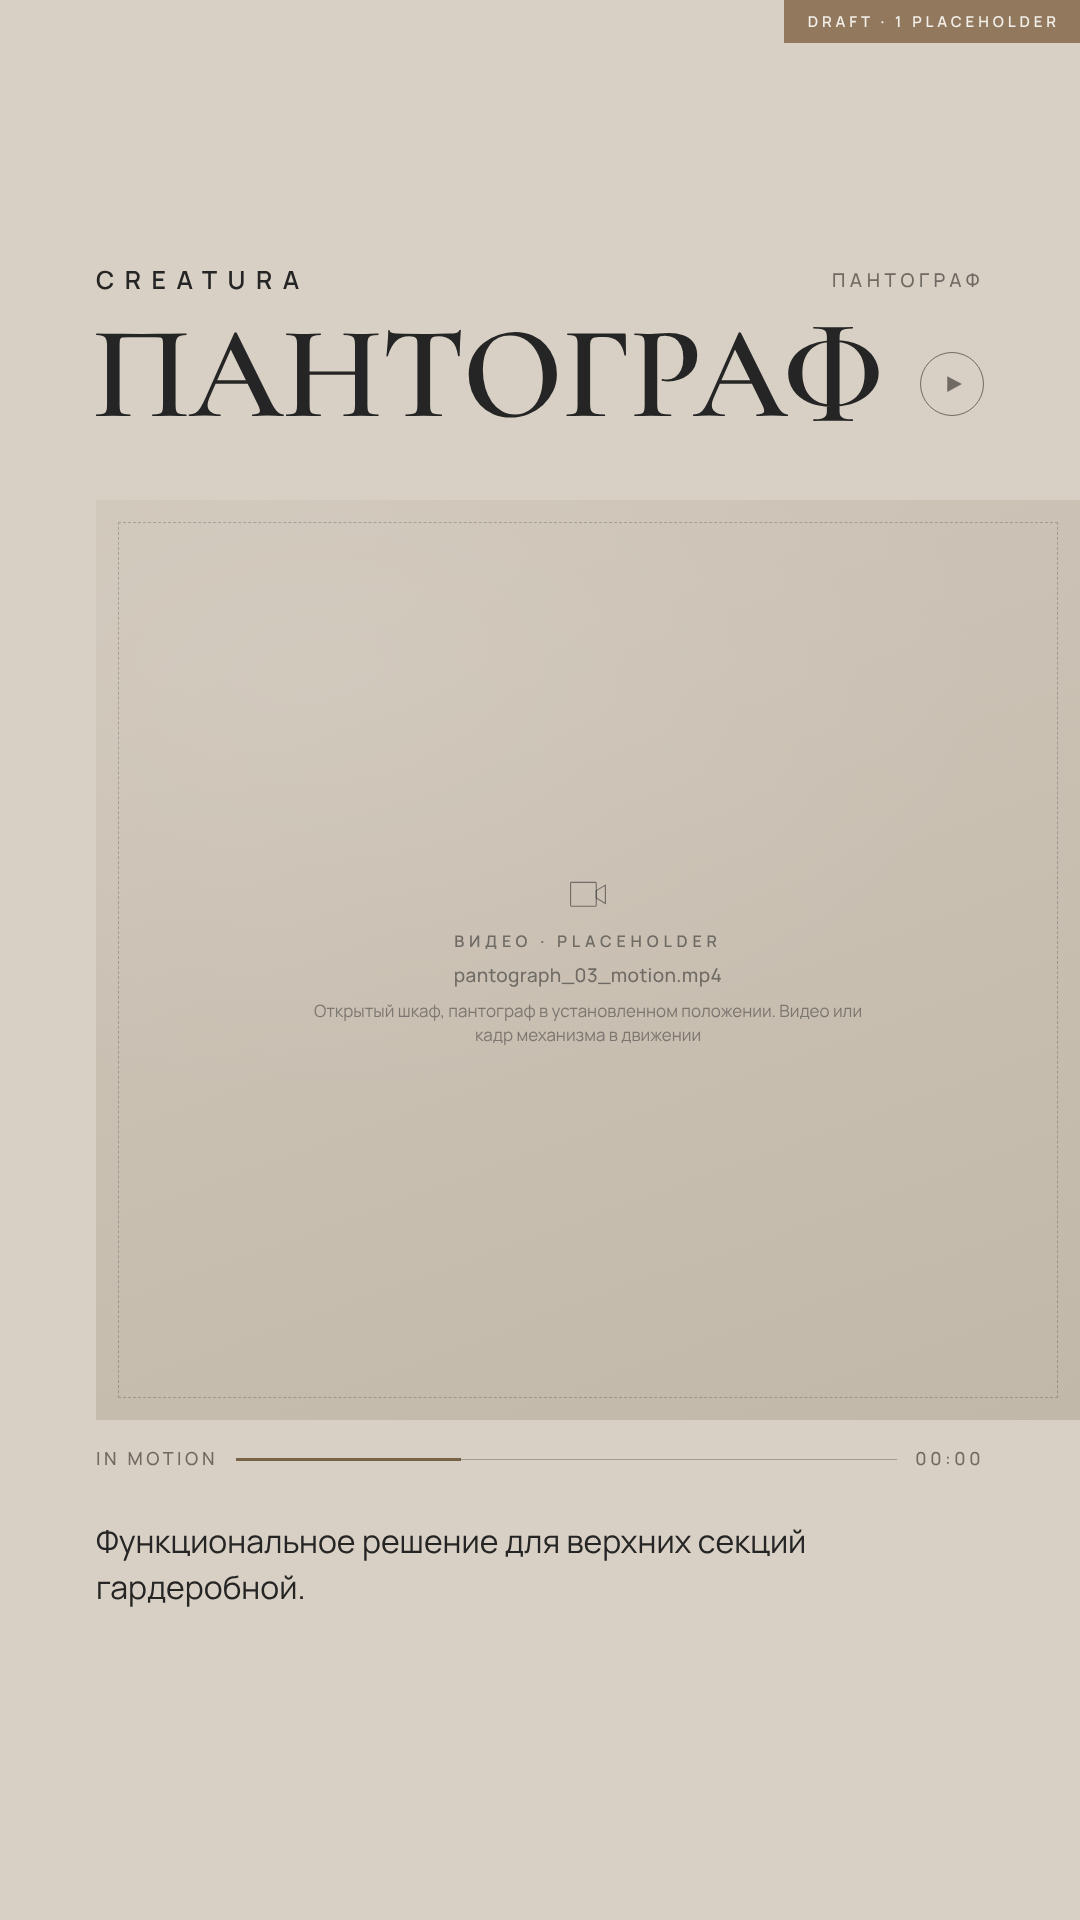 DRAFT · 1 PLACEHOLDER
CREATURA
ПАНТОГРАФ
ПАНТОГРАФ
ВИДЕО · PLACEHOLDER
pantograph_03_motion.mp4
Открытый шкаф, пантограф в установленном положении. Видео или
кадр механизма в движении
IN MOTION
00:00
Функциональное решение для верхних секций
гардеробной.